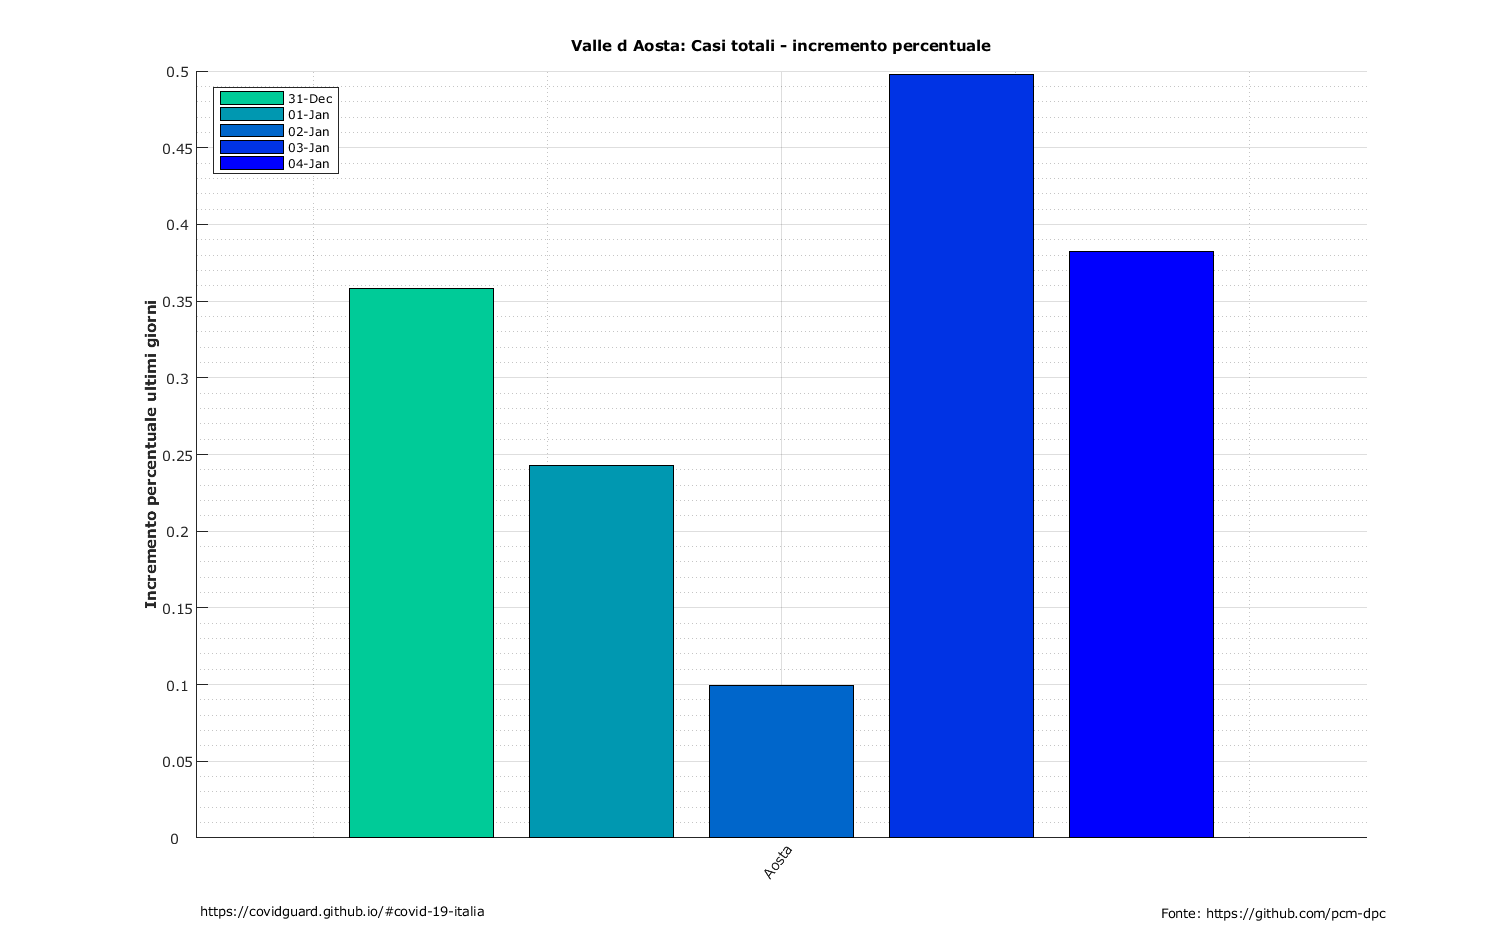 Valle d Aosta: Casi totali - incremento percentuale
0.5
0.45
0.4
0.35
0.3
0.25
0.2
0.15
0.1
0.05
0
Incremento percentuale ultimi giorni
31-Dec
01-Jan
02-Jan
03-Jan
04-Jan
Aosta
https://covidguard.github.io/#covid-19-italia
Fonte: https://github.com/pcm-dpc